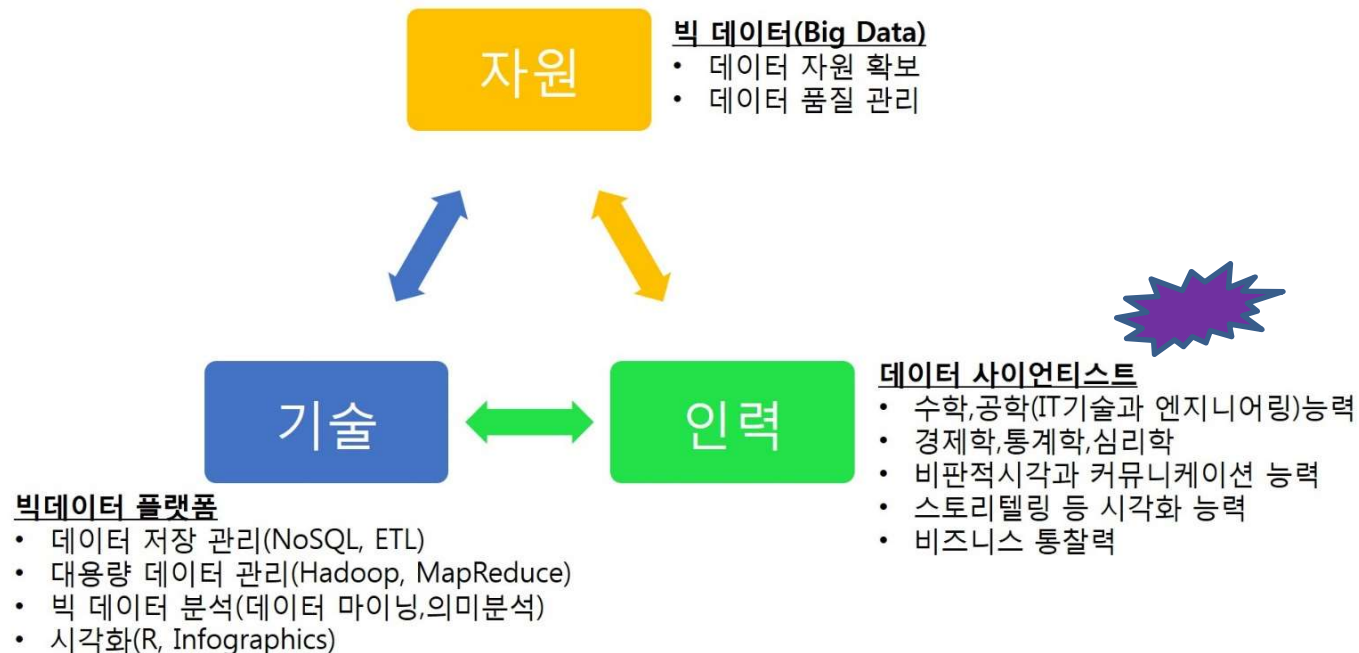 자원
빅 데이터(Big Data)
• 데이터 자원 확보
• 데이터 품질 관리
기술
인력
데이터 사이언티스트
• 수학,공학(IT기술과 엔지니어링)능력
• 경제학,통계학,심리학
• 비판적시각과 커뮤니케이션 능력
• 스토리텔링 등 시각화 능력
• 비즈니스 통찰력
빅데이터 플랫폼
• 데이터 저장 관리(NoSQL, ETL)
• 대용량 데이터 관리(Hadoop, MapReduce)
• 빅 데이터 분석(데이터 마이닝,의미분석)
• 시각화(R, Infographics)